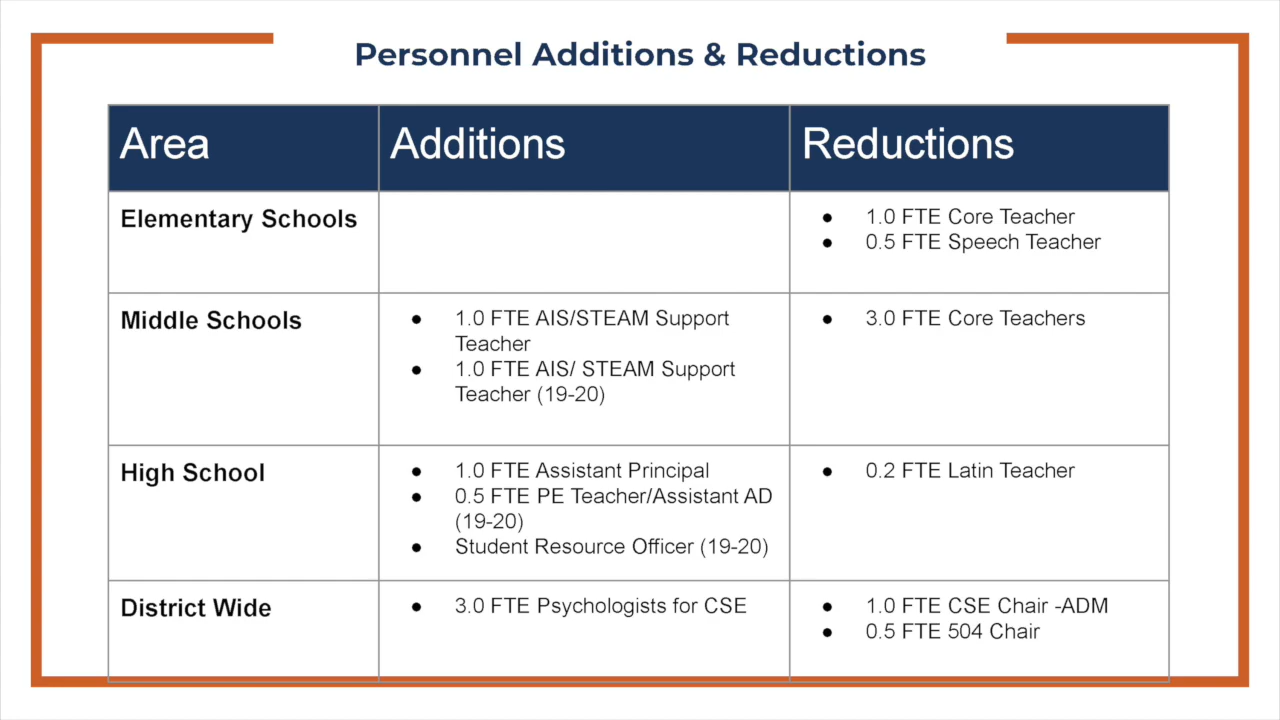 Personnel Additions & Reductions
Area
Additions
Reductions
Elementary Schools
● 1.0 FTE Core Teacher
● 0.5 FTE Speech Teacher
Middle Schools
● 1.0 FTE AIS/STEAM Support
Teacher
● 1.0 FTE AIS/ STEAM Support
Teacher (19-20)
● 3.0 FTE Core Teachers
High School
● 1.0 FTE Assistant Principal
● 0.5 FTE PE Teacher/Assistant AD
(19-20)
● Student Resource Officer (19-20)
● 0.2 FTE Latin Teacher
District Wide
● 3.0 FTE Psychologists for CSE
● 1.0 FTE CSE Chair -ADM
● 0.5 FTE 504 Chair